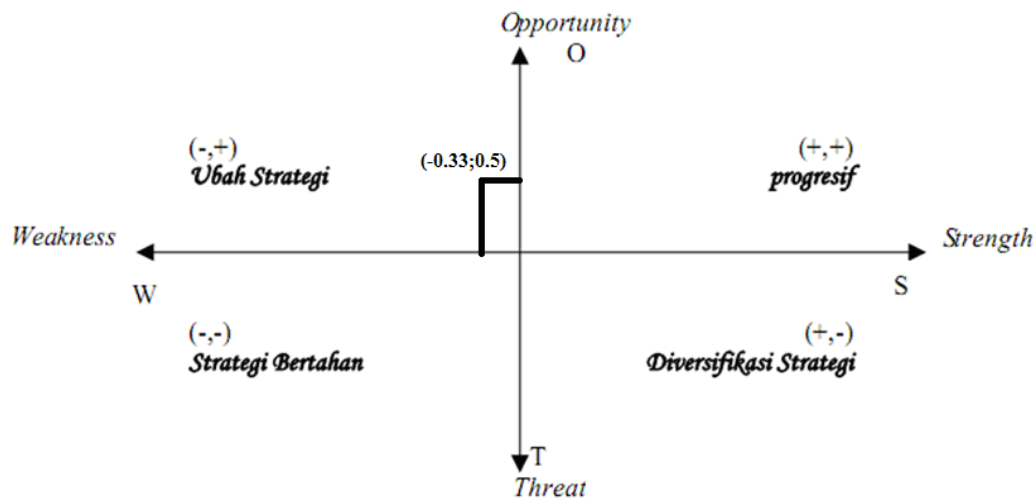 Opportunity
O
(-,+)
Ubah Strategi
(-0.33;0.5)
(+,+)
progresif
Weakness
Strength
W
S
(-,-)
Strategi Bertahan
(+,-)
Diversifikasi Strategi
T
Threat